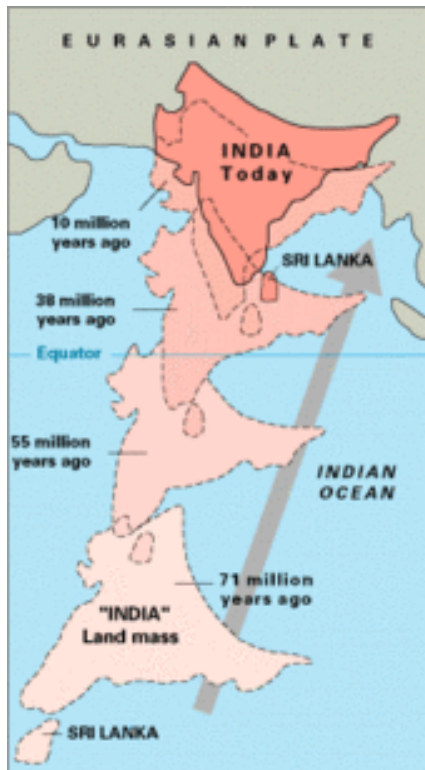 EURASIAN PLATE
INDIA
Today
10 million
years ago
SRI LANKA
38 million
years ago
Equator
55 million
years ago
INDIAN
OCEAN
71 million
years ago
"INDIA"
Land mass
SRI LANKA